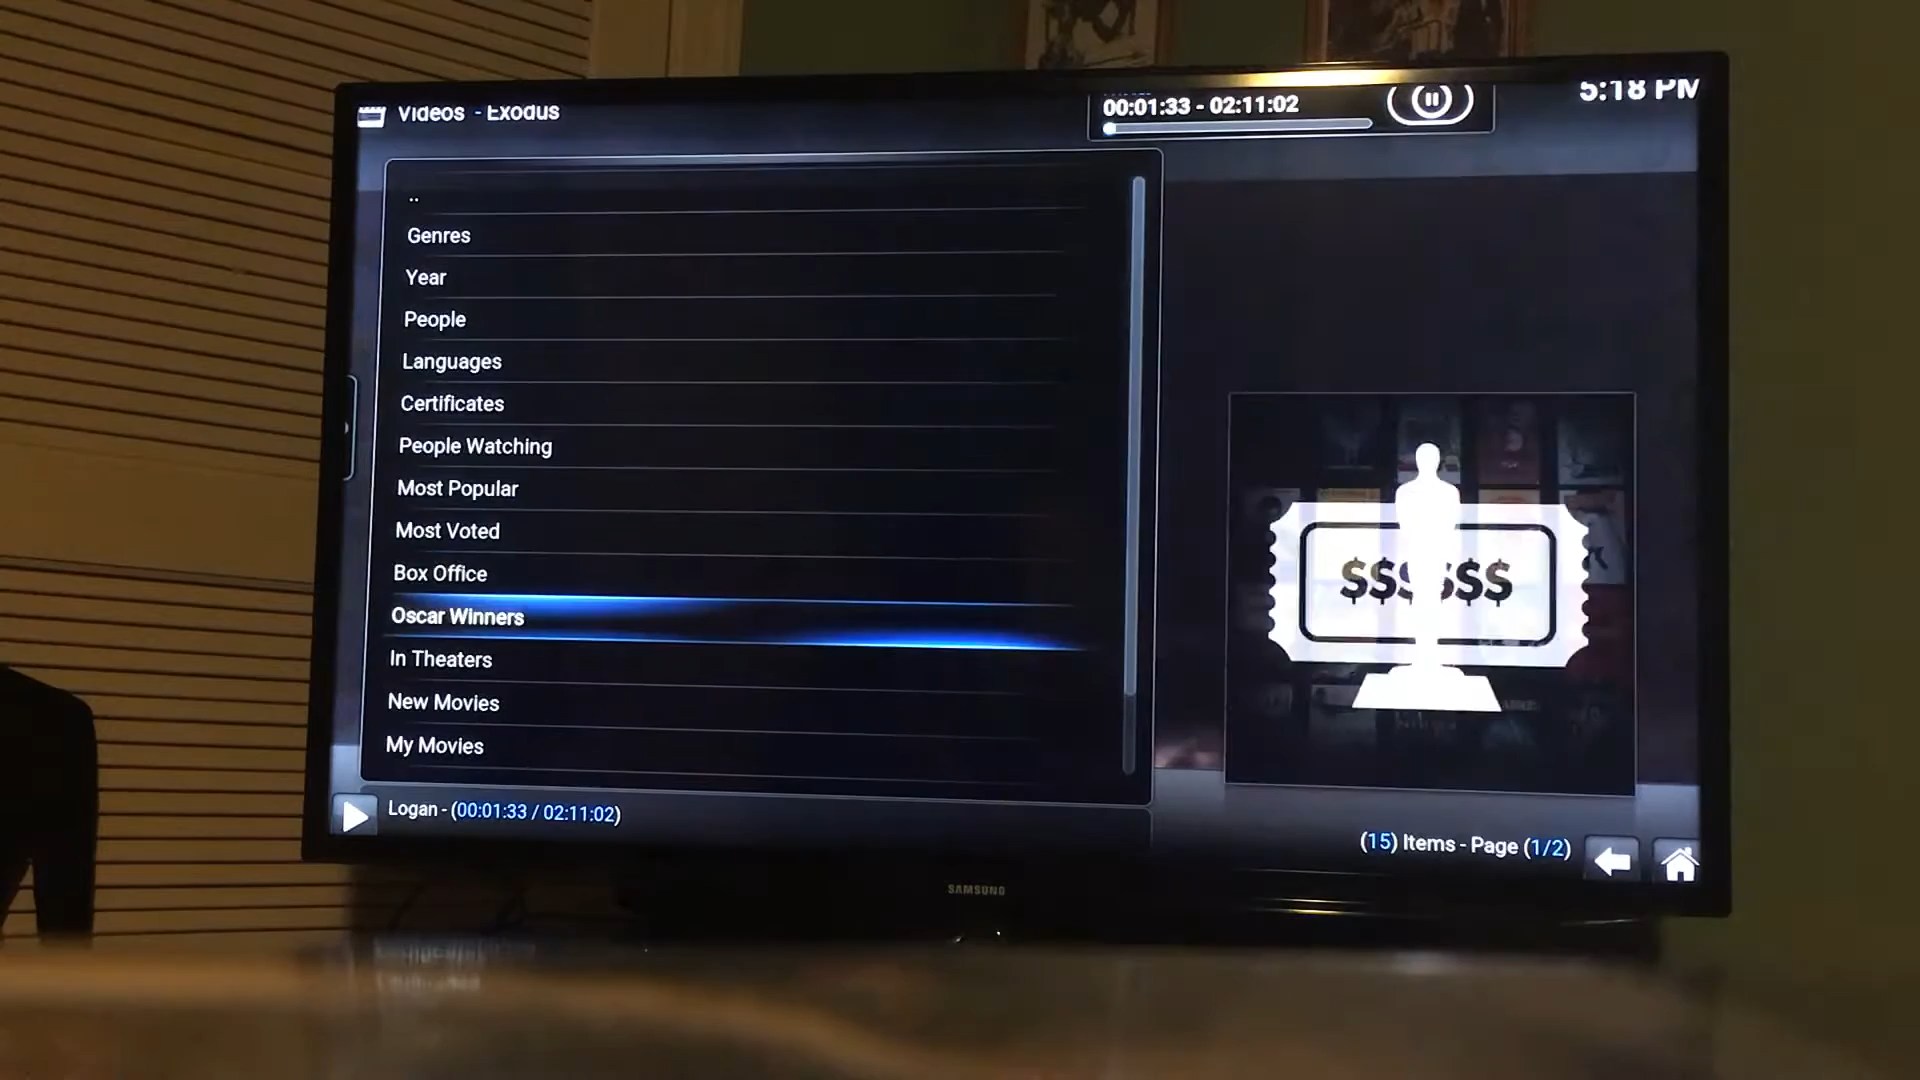 Videos - Exodus
00:01:33 - 02:11:02
5:18 PM
..
Genres
Year
People
Languages
Certificates
People Watching
Most Popular
Most Voted
Box Office
Oscar Winners
In Theaters
New Movies
My Movies
$$$$$$
Logan - (00:01:33 / 02:11:02)
(15) Items - Page (1/2)
SAMSUNG